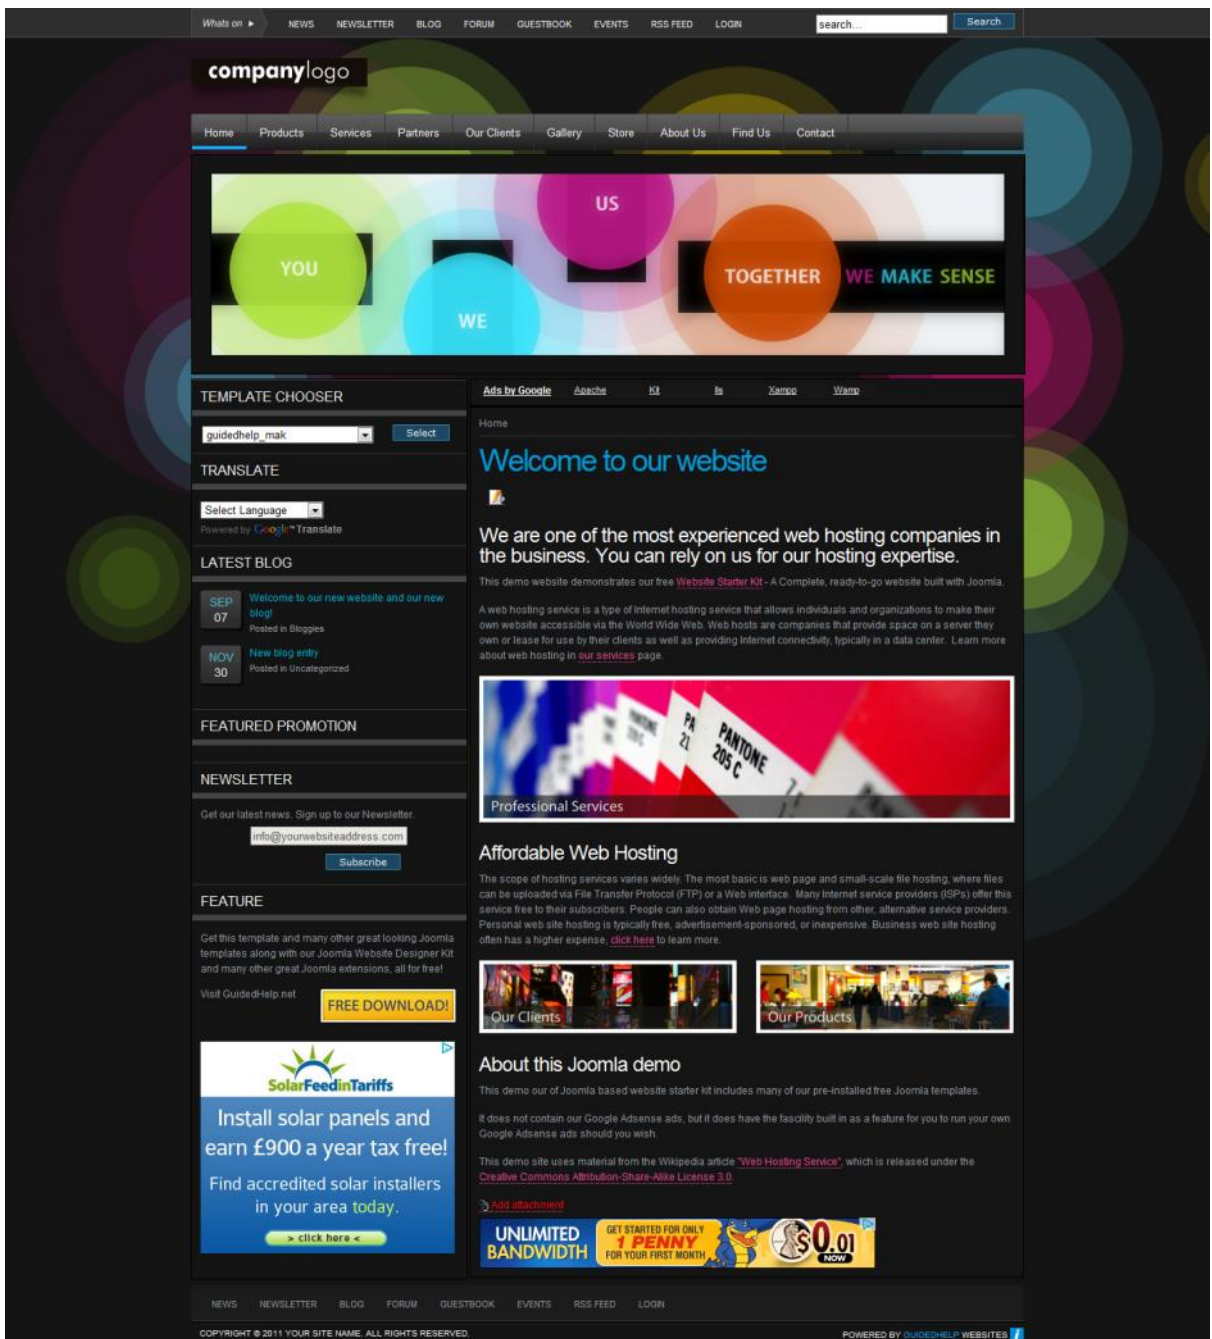 Whats on NEWS NEWSLETTER BLOG FORUM GUESTBOOK EVENTS RSS FEED LOGIN search... Search
companylogo
Home Products Services Partners Our Clients Gallery Store About Us Find Us Contact
US
YOU
TOGETHER WE MAKE SENSE
WE
TEMPLATE CHOOSER
guidedhelp_mak Select
TRANSLATE
Select Language
Powered by Google™ Translate
LATEST BLOG
SEP
07
Welcome to our new website and our new
blog!
Posted in Bloggies
NOV
30
New blog entry
Posted in Uncategorized
FEATURED PROMOTION
NEWSLETTER
Get our latest news. Sign up to our Newsletter.
info@yourwebsiteaddress.com
Subscribe
FEATURE
Get this template and many other great looking Joomla
templates along with our Joomla Website Designer Kit
and many other great Joomla extensions, all for free!
Visit GuidedHelp.net
FREE DOWNLOAD!
SolarFeedinTariffs
Install solar panels and
earn £900 a year tax free!
Find accredited solar installers
in your area today.
> click here <
Ads by Google Apache Kit Iis Xampp Wamp
Home
Welcome to our website
We are one of the most experienced web hosting companies in
the business. You can rely on us for our hosting expertise.
This demo website demonstrates our free Website Starter Kit - A Complete, ready-to-go website built with Joomla.
A web hosting service is a type of Internet hosting service that allows individuals and organizations to make their
own website accessible via the World Wide Web. Web hosts are companies that provide space on a server they
own or lease for use by their clients as well as providing Internet connectivity, typically in a data center. Learn more
about web hosting in our services page.
PANTONE
205 C
Professional Services
Affordable Web Hosting
The scope of hosting services varies widely. The most basic is web page and small-scale file hosting, where files
can be uploaded via File Transfer Protocol (FTP) or a Web interface. Many Internet service providers (ISPs) offer this
service free to their subscribers. People can also obtain Web page hosting from other, alternative service providers.
Personal web site hosting is typically free, advertisement-sponsored, or inexpensive. Business web site hosting
often has a higher expense, click here to learn more.
Our Clients
Our Products
About this Joomla demo
This demo our of Joomla based website starter kit includes many of our pre-installed free Joomla templates.
It does not contain our Google Adsense ads, but it does have the fascility built in as a feature for you to run your own
Google Adsense ads should you wish.
This demo site uses material from the Wikipedia article "Web Hosting Service", which is released under the
Creative Commons Attribution-Share-Alike License 3.0.
Add attachment
UNLIMITED
BANDWIDTH
GET STARTED FOR ONLY
1 PENNY
FOR YOUR FIRST MONTH
$0.01
NOW
NEWS NEWSLETTER BLOG FORUM GUESTBOOK EVENTS RSS FEED LOGIN
COPYRIGHT © 2011 YOUR SITE NAME. ALL RIGHTS RESERVED.
POWERED BY GUIDEDHELP WEBSITES i